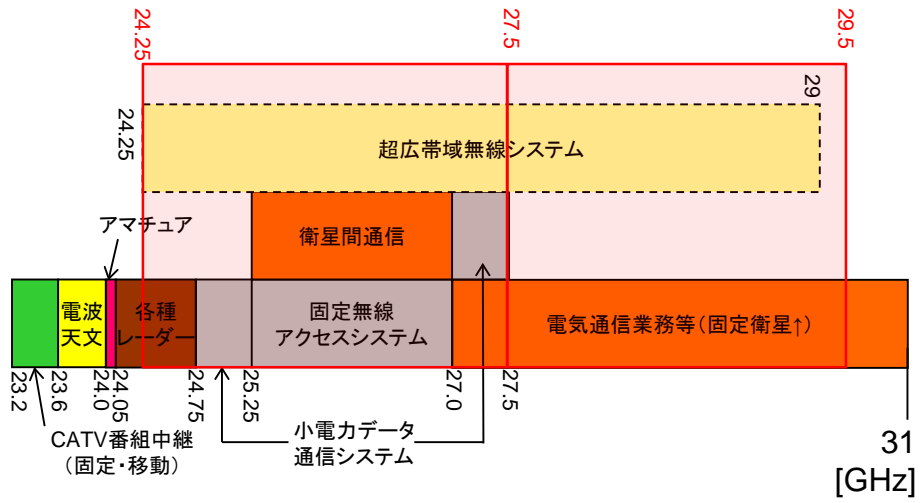 24.25
27.5
29.5
24.25
29
超広帯域無線システム
アマチュア
衛星間通信
電波
天文
各種
レーダー
固定無線
アクセスシステム
電気通信業務等(固定衛星↑)
23.2
23.6
24.0
24.05
24.75
25.25
27.0
27.5
CATV番組中継
(固定・移動)
小電力データ
通信システム
31
[GHz]